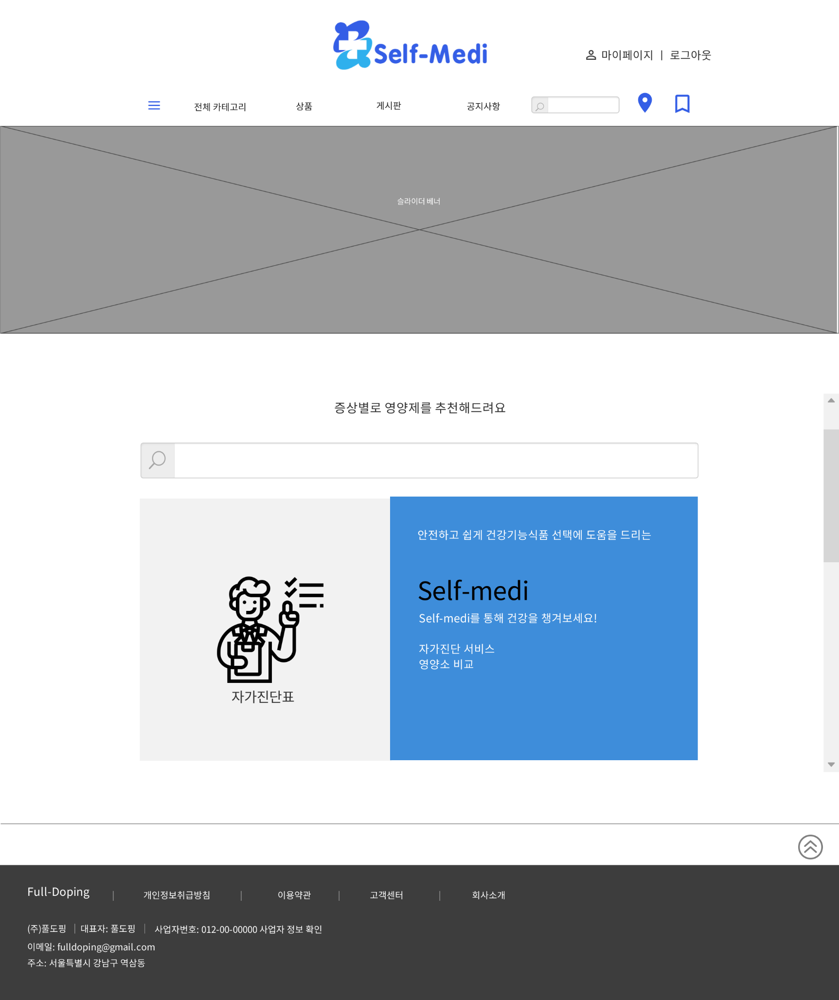 Self-Medi
마이페이지 | 로그아웃
전체 카테고리
상품
게시판
공지사항
슬라이더 베너
증상별로 영양제를 추천해드려요
자가진단표
안전하고 쉽게 건강기능식품 선택에 도움을 드리는
Self-medi
Self-medi를 통해 건강을 챙겨보세요!
자가진단 서비스
영양소 비교
Full-Doping | 개인정보취급방침 | 이용약관 | 고객센터 | 회사소개
(주)풀도핑 | 대표자: 풀도핑 | 사업자번호: 012-00-00000 사업자 정보 확인
이메일: fulldoping@gmail.com
주소: 서울특별시 강남구 역삼동